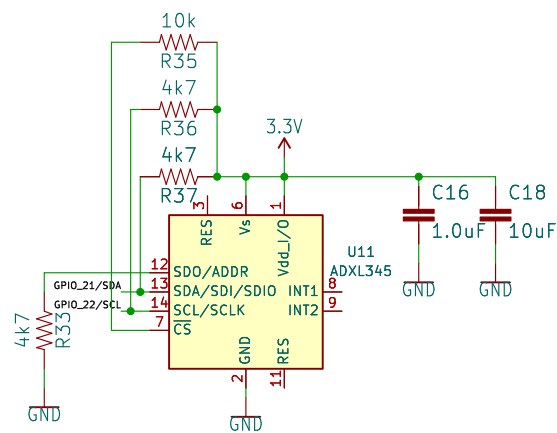 10k
R35
4k7
R36
3.3V
4k7
R37
C16
1.0uF
C18
10uF
3
RES
6
Vs
1
Vdd_I/O
U11
ADXL345
12
SDO/ADDR
GPIO_21/SDA
13
SDA/SDI/SDIO
INT1
8
GPIO_22/SCL
14
SCL/SCLK
INT2
9
7
CS
GND
GND
4k7
R33
GND
2
RES
11
GND
GND